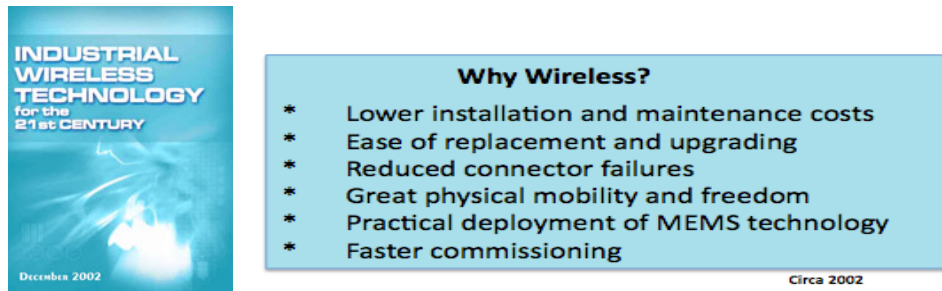 INDUSTRIAL
WIRELESS
TECHNOLOGY
for the
21st CENTURY
December 2002
Why Wireless?
* Lower installation and maintenance costs
* Ease of replacement and upgrading
* Reduced connector failures
* Great physical mobility and freedom
* Practical deployment of MEMS technology
* Faster commissioning
Circa 2002